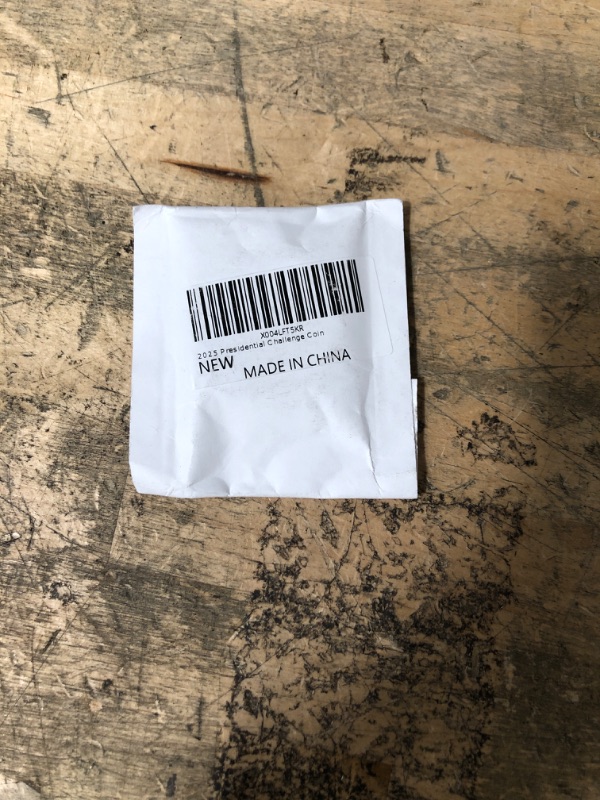 X004LFT5KR
2025 Presidential Challenge Coin
NEW
MADE IN CHINA